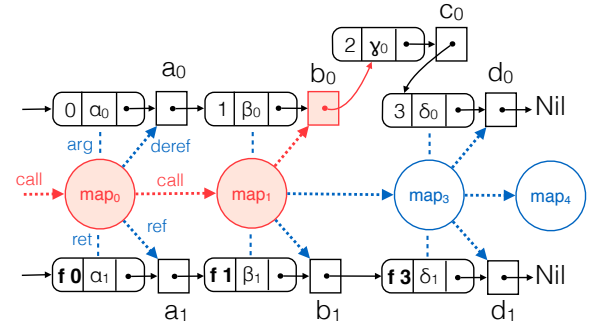 c₀
2 γ₀
a₀ b₀ d₀
0 α₀ 1 β₀ 3 δ₀ Nil
arg deref
call map₀ call map₁ map₃ map₄
ret ref
f 0 α₁ f 1 β₁ f 3 δ₁ Nil
a₁ b₁ d₁